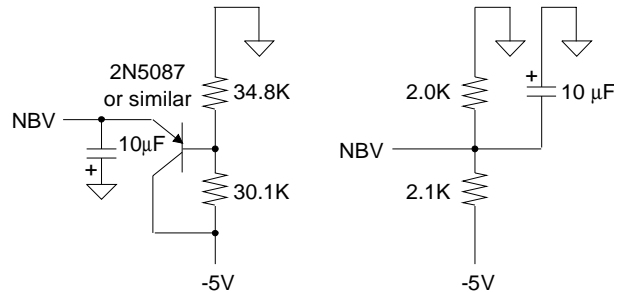 2N5087
or similar
34.8K
NBV
10μF
+
30.1K
-5V
2.0K
+
10 μF
NBV
2.1K
-5V